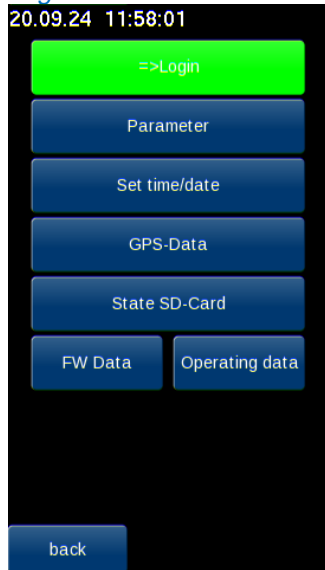 20.09.24 11:58:01
=>Login
Parameter
Set time/date
GPS-Data
State SD-Card
FW Data
Operating data
back